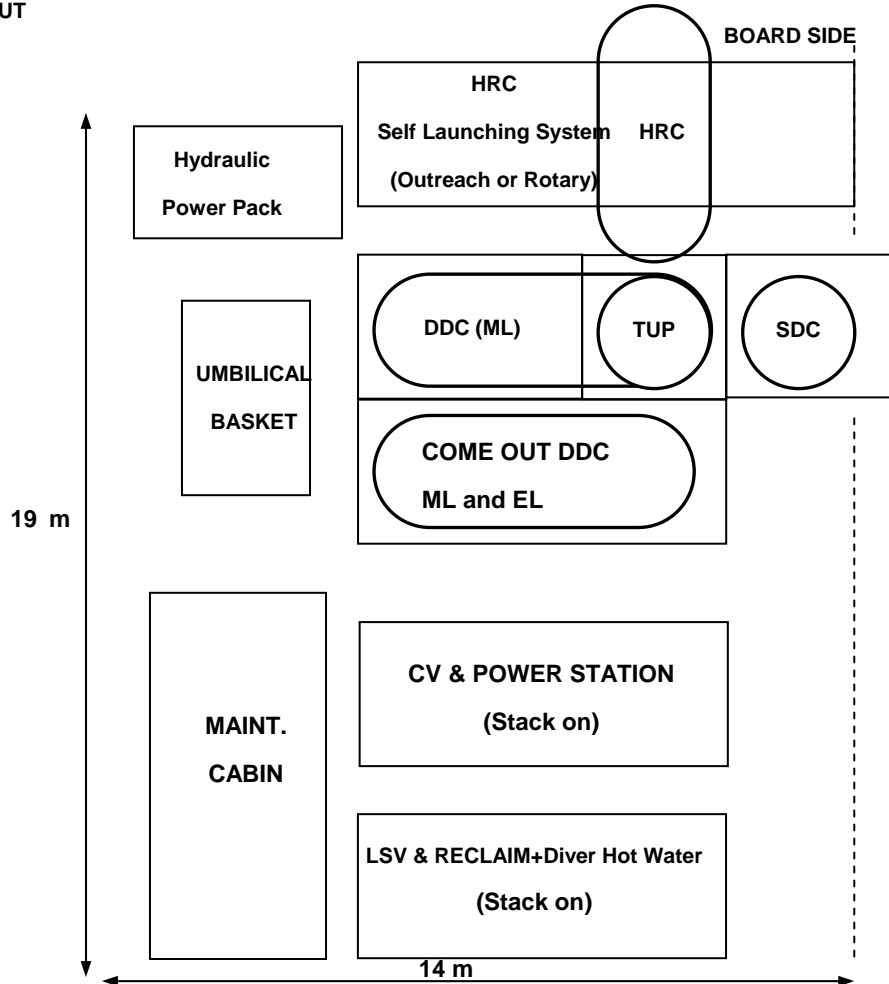 UT
BOARD SIDE
HRC
Self Launching System
(Outreach or Rotary)
HRC
Hydraulic
Power Pack
DDC (ML)
TUP
SDC
UMBILICAL
BASKET
COME OUT DDC
ML and EL
19 m
CV & POWER STATION
(Stack on)
MAINT.
CABIN
LSV & RECLAIM+Diver Hot Water
(Stack on)
14 m